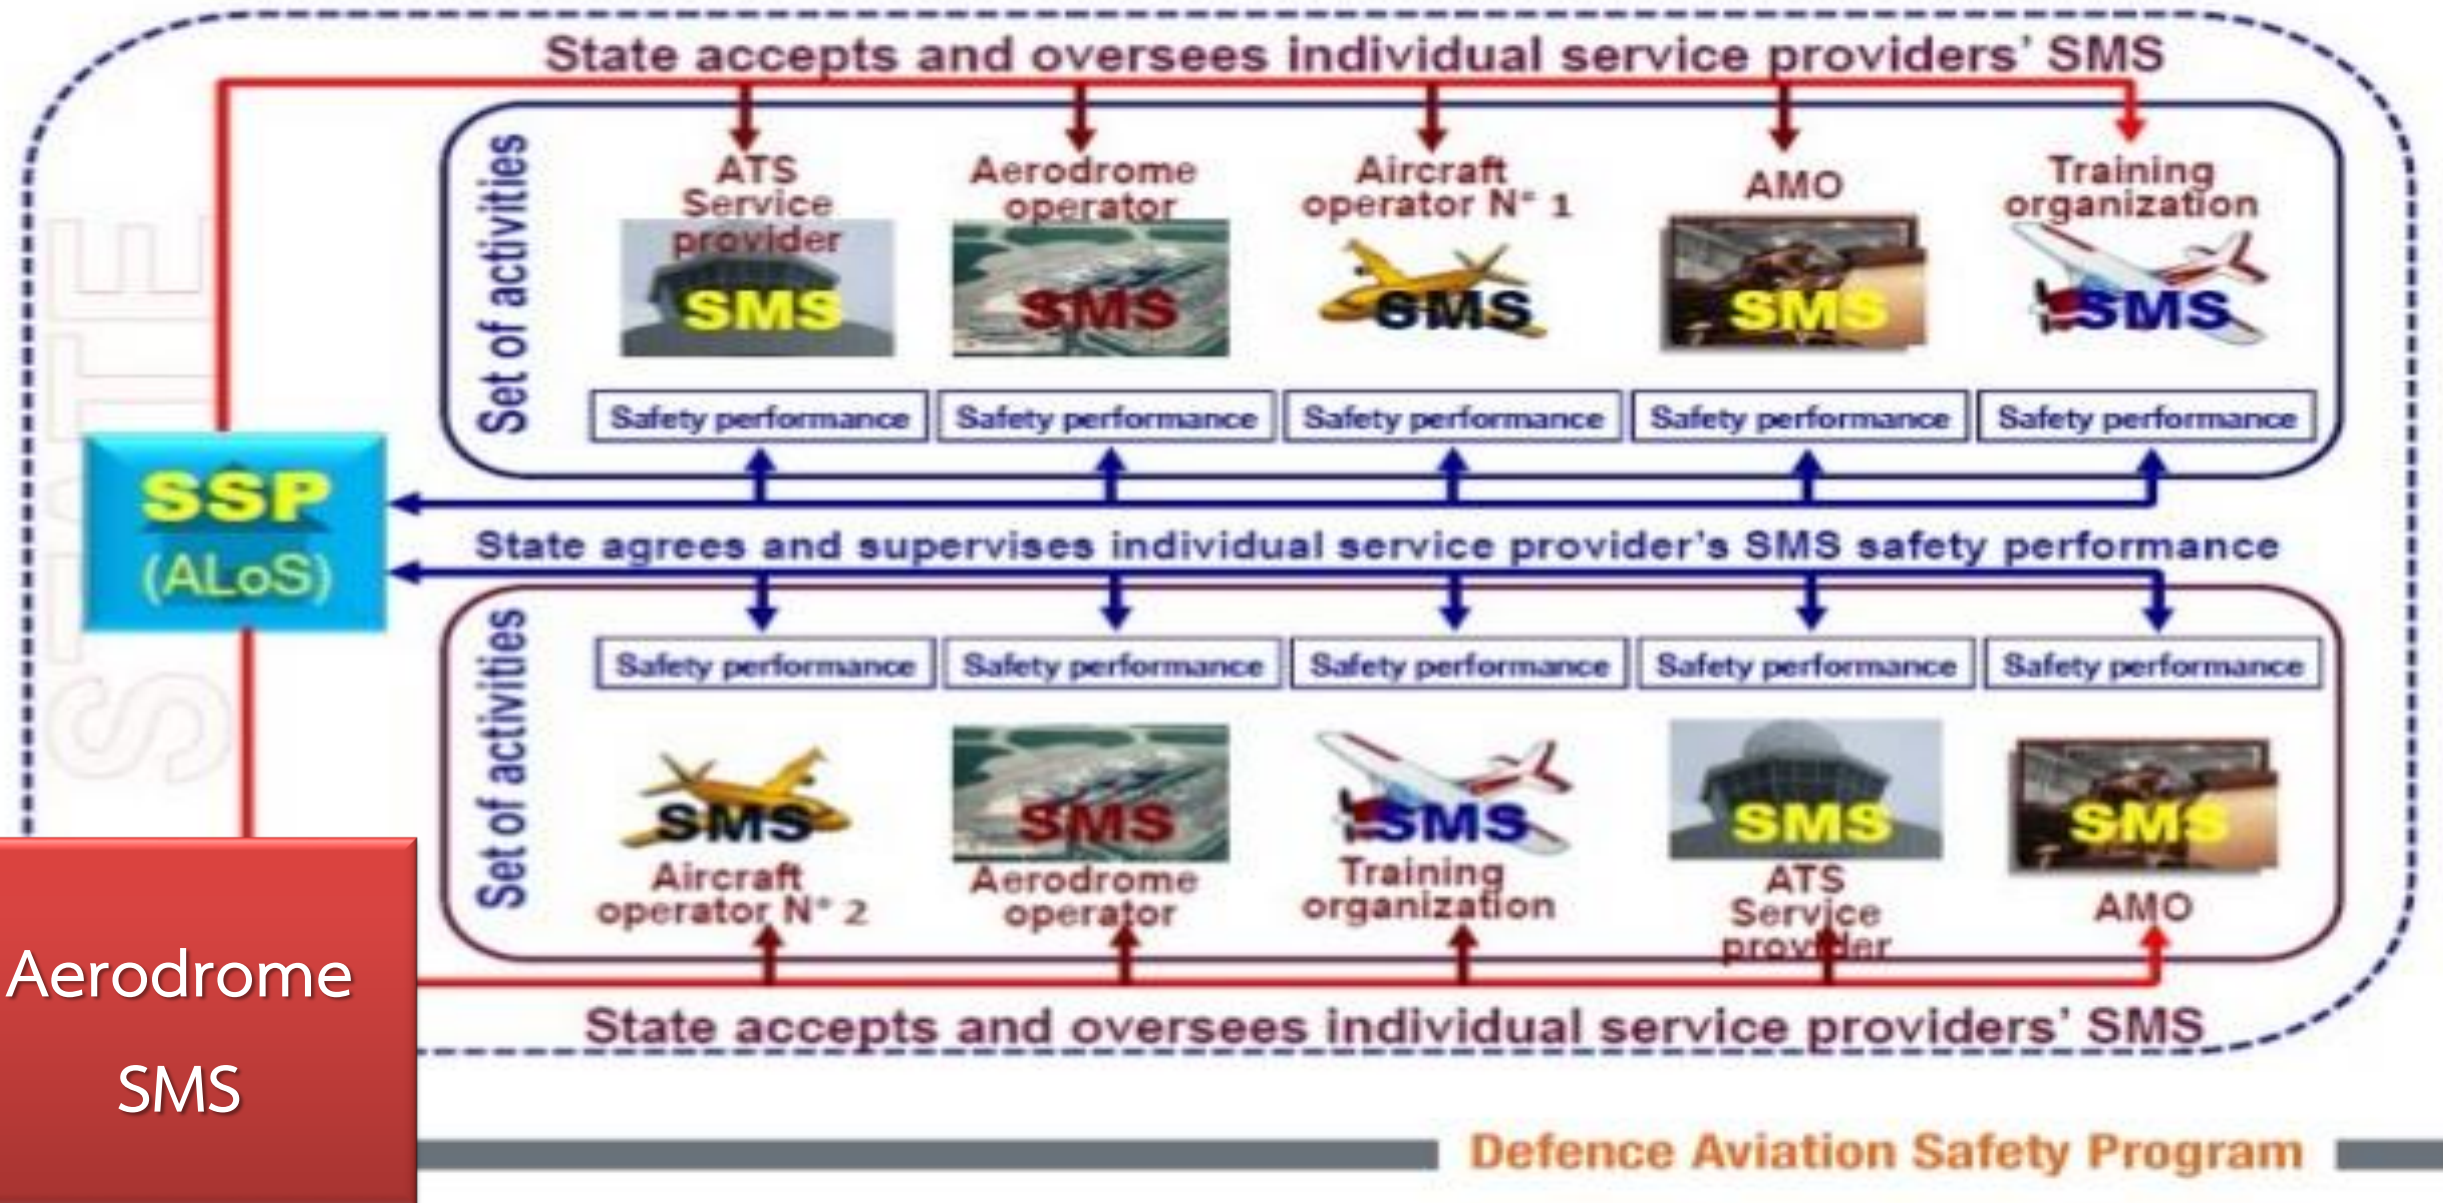 State accepts and oversees individual service providers' SMS
Set of activities
ATS
Service
provider
SMS
Aerodrome
operator
SMS
Aircraft
operator N° 1
SMS
AMO
SMS
Training
organization
SMS
Safety performance
Safety performance
Safety performance
Safety performance
Safety performance
STATE
SSP
(ALoS)
State agrees and supervises individual service provider's SMS safety performance
Set of activities
Safety performance
Safety performance
Safety performance
Safety performance
Safety performance
SMS
Aircraft
operator N° 2
SMS
Aerodrome
operator
SMS
Training
organization
SMS
ATS
Service
provider
SMS
AMO
State accepts and oversees individual service providers' SMS
Aerodrome
SMS
Defence Aviation Safety Program